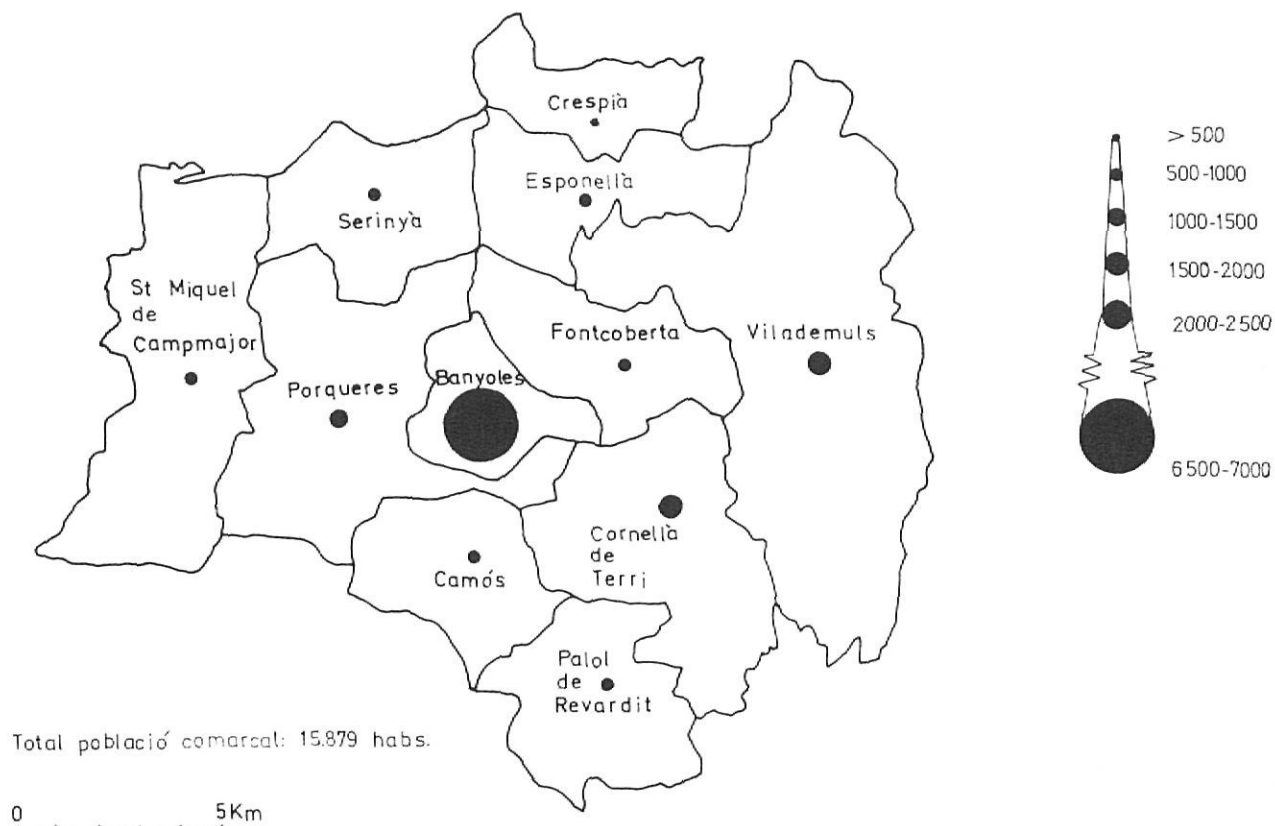 Crespià
Esponellà
Serinyà
St Miquel
de
Campmajor
Fontcoberta
Vilademuls
Banyoles
Porqueres
Cornellà
de
Terri
Camós
Palol
de
Revardit
> 500
500-1000
1000-1500
1500-2000
2000-2500
6500-7000
Total població comarcal: 15.879 habs.
0 5Km